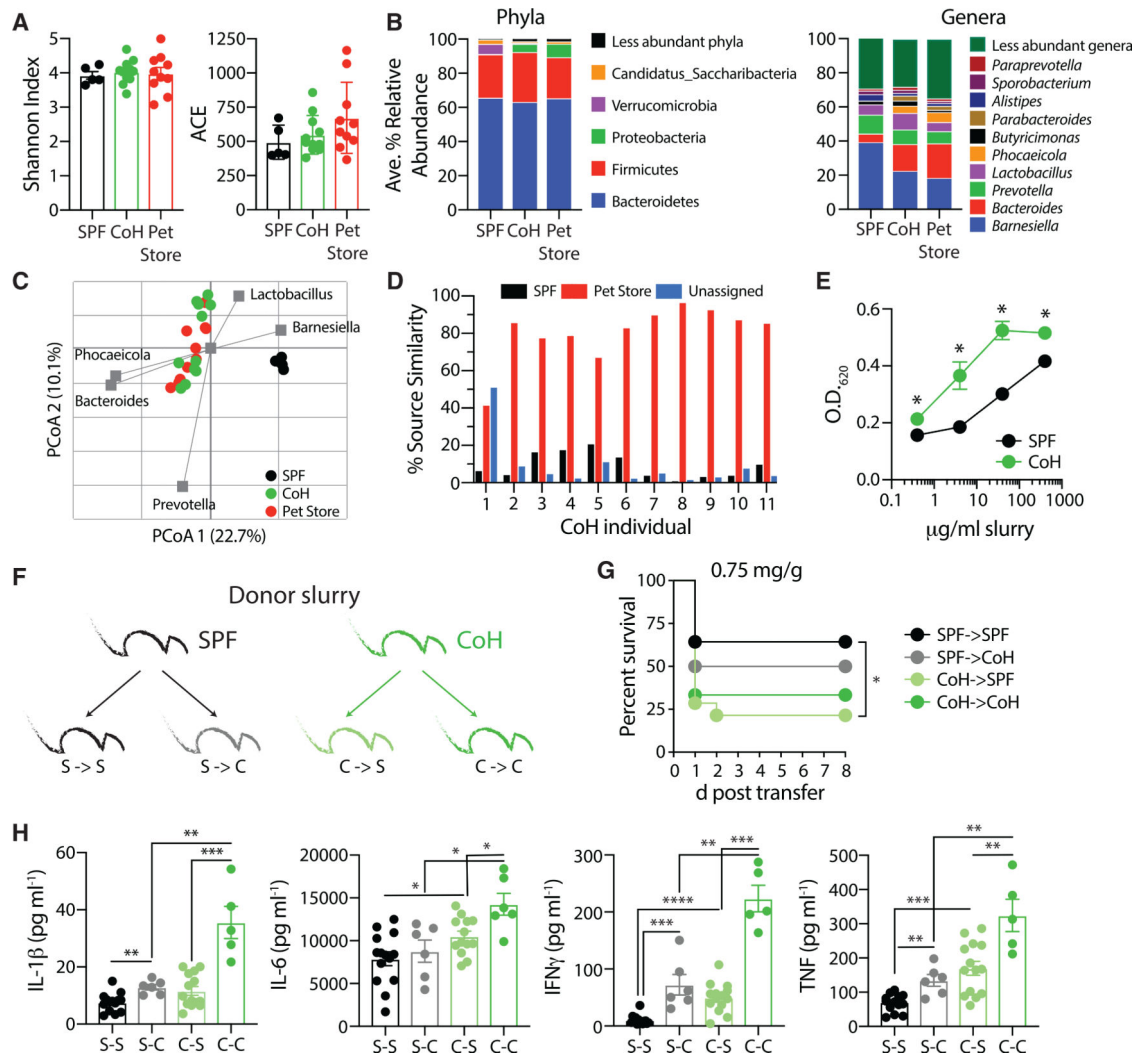 A
Shannon Index
5
4
3
2
1
0
SPF CoH Pet
Store
ACE
1250
1000
750
500
250
0
SPF CoH Pet
Store
B
Phyla
Ave. % Relative
Abundance
100
80
60
40
20
0
SPF CoH Pet
Store
Less abundant phyla
Candidatus_Saccharibacteria
Verrucomicrobia
Proteobacteria
Firmicutes
Bacteroidetes
Genera
100
80
60
40
20
0
SPF CoH Pet
Store
Less abundant genera
Paraprevotella
Sporobacterium
Alistipes
Parabacteroides
Butyricimonas
Phocaeicola
Lactobacillus
Prevotella
Bacteroides
Barnesiella
C
PCoA 2 (10.1%)
Lactobacillus
Barnesiella
Phocaeicola
Bacteroides
Prevotella
SPF
CoH
Pet Store
PCoA 1 (22.7%)
D
SPF Pet Store Unassigned
% Source Similarity
100
80
60
40
20
0
1 2 3 4 5 6 7 8 9 10 11
CoH individual
E
O.D.620
0.6
0.4
0.2
0.0
* * * *
SPF
CoH
0.1 1 10 100 1000
μg/ml slurry
F
Donor slurry
SPF CoH
S -> S S -> C C -> S C -> C
G
0.75 mg/g
Percent survival
100
75
50
25
0
*
0 1 2 3 4 5 6 7 8
d post transfer
SPF->SPF
SPF->CoH
CoH->SPF
CoH->CoH
H
IL-1β (pg ml-1)
60
40
20
0
** ** ***
S-S S-C C-S C-C
IL-6 (pg ml-1)
20000
15000
10000
5000
0
* * *
S-S S-C C-S C-C
IFNγ (pg ml-1)
300
200
100
0
** *** **** ***
S-S S-C C-S C-C
TNF (pg ml-1)
500
400
300
200
100
0
** ** *** **
S-S S-C C-S C-C